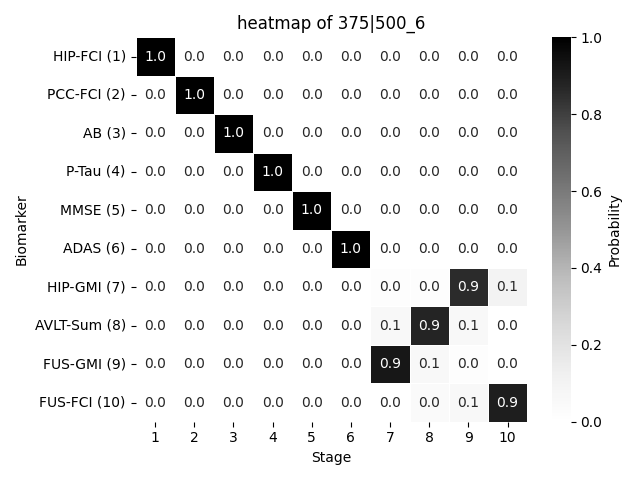 heatmap of 375|500_6
HIP-FCI (1) 1.0 0.0 0.0 0.0 0.0 0.0 0.0 0.0 0.0 0.0
PCC-FCI (2) 0.0 1.0 0.0 0.0 0.0 0.0 0.0 0.0 0.0 0.0
AB (3) 0.0 0.0 1.0 0.0 0.0 0.0 0.0 0.0 0.0 0.0
P-Tau (4) 0.0 0.0 0.0 1.0 0.0 0.0 0.0 0.0 0.0 0.0
MMSE (5) 0.0 0.0 0.0 0.0 1.0 0.0 0.0 0.0 0.0 0.0
ADAS (6) 0.0 0.0 0.0 0.0 0.0 1.0 0.0 0.0 0.0 0.0
HIP-GMI (7) 0.0 0.0 0.0 0.0 0.0 0.0 0.0 0.0 0.9 0.1
AVLT-Sum (8) 0.0 0.0 0.0 0.0 0.0 0.0 0.1 0.9 0.1 0.0
FUS-GMI (9) 0.0 0.0 0.0 0.0 0.0 0.0 0.9 0.1 0.0 0.0
FUS-FCI (10) 0.0 0.0 0.0 0.0 0.0 0.0 0.0 0.0 0.1 0.9
1 2 3 4 5 6 7 8 9 10
Stage
Biomarker
1.0
0.8
0.6
0.4
0.2
0.0
Probability